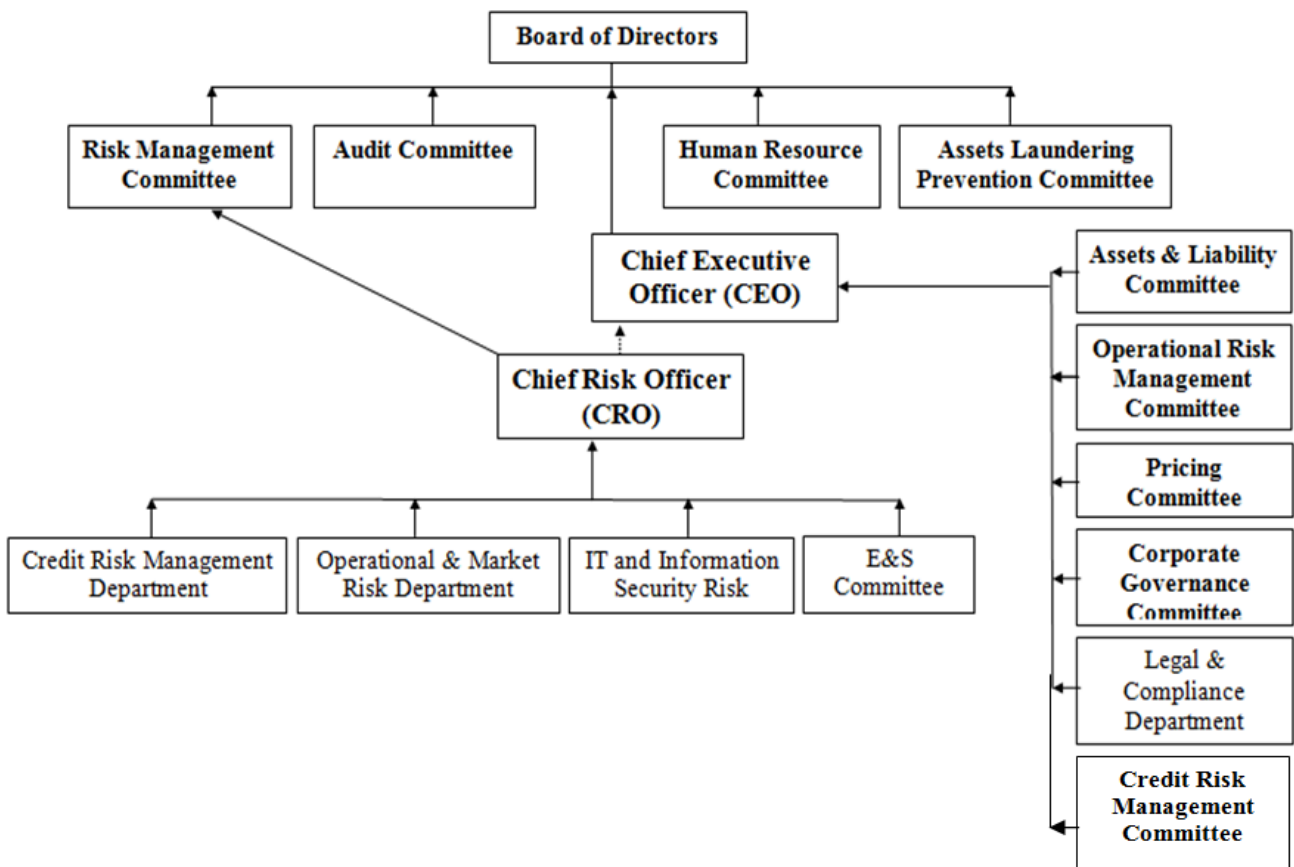 Board of Directors
Risk Management
Committee
Audit Committee
Human Resource
Committee
Assets Laundering
Prevention Committee
Chief Executive
Officer (CEO)
Assets & Liability
Committee
Operational Risk
Management
Committee
Chief Risk Officer
(CRO)
Pricing
Committee
Credit Risk Management
Department
Operational & Market
Risk Department
IT and Information
Security Risk
E&S
Committee
Corporate
Governance
Committee
Legal &
Compliance
Department
Credit Risk
Management
Committee